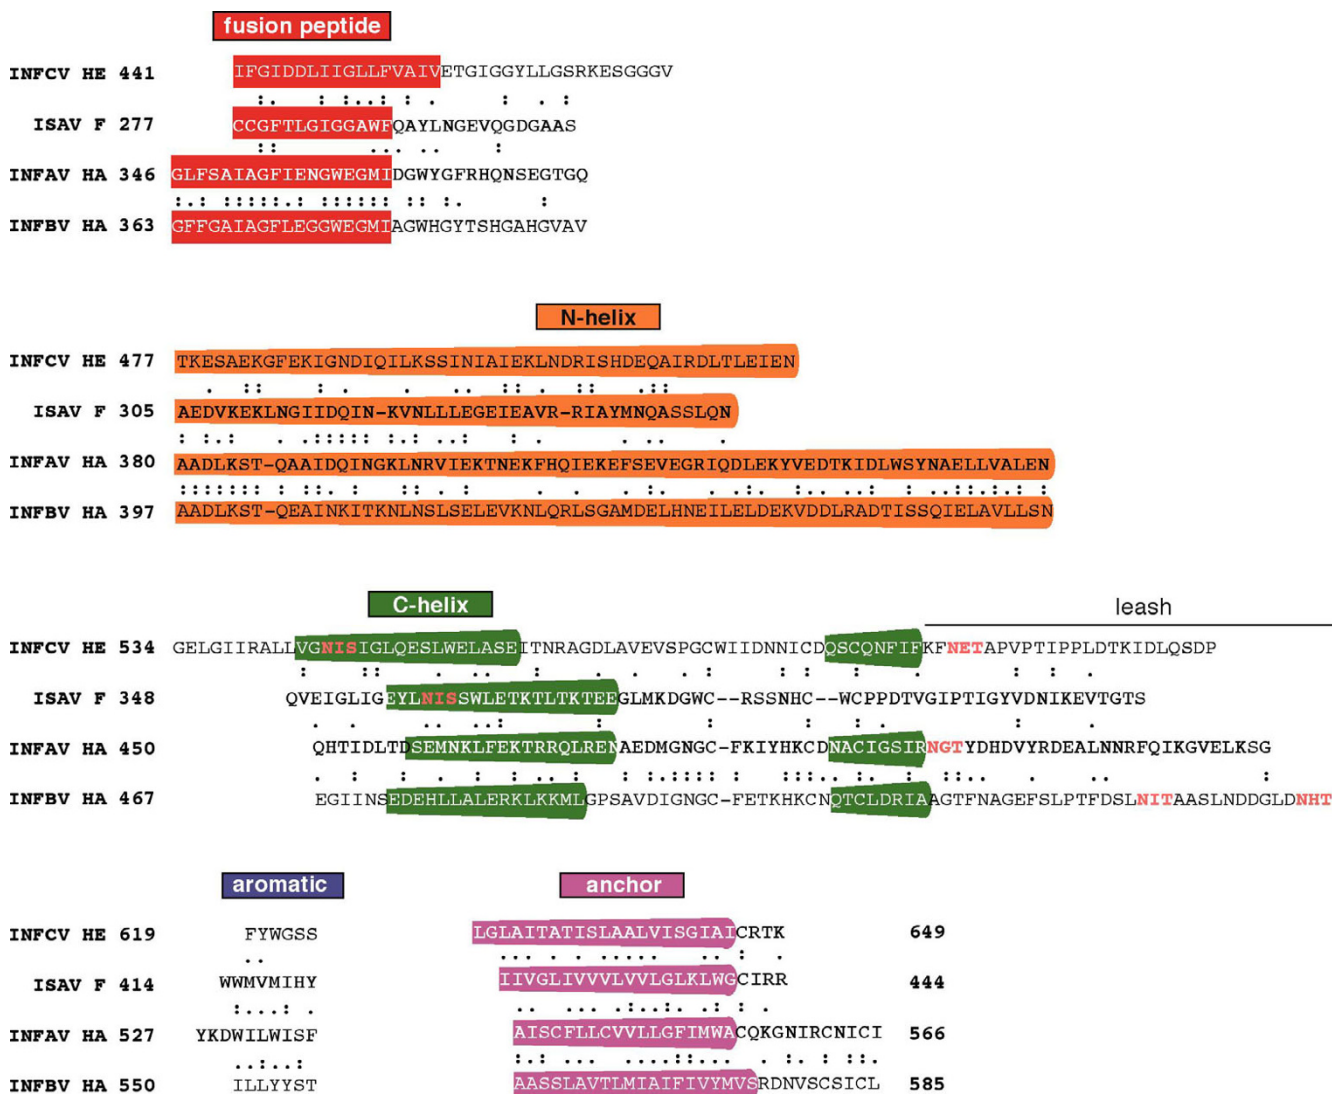 fusion peptide
INFCV HE 441 IFGIDDLIIGLLFVAIVETGIGGYLLGSRKESGGGV
ISAV F 277 CCGFTLGIGGAWFQAYLNGEVQGDGAAS
INFAV HA 346 GLFSAIAGFIENGWEGMIDGWYGFRHQNSEGTGQ
INFBV HA 363 GFFGAIAGFLEGGWEGMIAGWHGYTSHGAHGVAV
N-helix
INFCV HE 477 TKESAEKGFEKIGNDIQILKSSINIAIEKLNDRISHDEQAIRDLTLEIEN
ISAV F 305 AEDVKEKLNGIIDQIN-KVNLLLEGEIEAVR-RIAYMNQASSLQN
INFAV HA 380 AADLKST-QAAIDQINGKLNRVIEKTNEKFHQIEKEFSEVEGRIQDLEKYVEDTKIDLWSYNAELLVALEN
INFBV HA 397 AADLKST-QEAINKITKNLNSLSELEVKNLQRLSGAMDELHNEILELDEKVDDLRADTISSQIELAVLLSN
C-helix
leash
INFCV HE 534 GELGIIRALLVGNISIGLQESLWELASEITNRAGDLAVEVSPGCWIIDNNICDQSCQNFIFKFNETAPVPTIPPLDTKIDLQSDP
ISAV F 348 QVEIGLIGEYLNISSWLETKTLTKTEEGLMKDGWC--RSSNHC--WCPPDTVGIPTIGYVDNIKEVTGTS
INFAV HA 450 QHTIDLTDSEMNKLFEKTRRQLRENAEDMGNGC-FKIYHKCDNACIGSIRNGTYDHDVYRDEALNNRFQIKGVELKSG
INFBV HA 467 EGIINSEDEHLLALERKLKKMLGPSAVDIGNGC-FETKHKCNQTCLDRIAAGTFNAGEFSLPTFDSLNITAASLNDDGLDNHT
aromatic
anchor
INFCV HE 619 FYWGSS LGLAITATISLAALVISGIAICRTK 649
ISAV F 414 WWMVMIHY IIVGLIVVVLVVLGLKLWGCIRR 444
INFAV HA 527 YKDWILWISF AISCFLLCVVLLGFIMWACQKGNIRCNICI 566
INFBV HA 550 ILLYYST AASSLAVTLMIAIFIVYMVSRDNVSCSICL 585